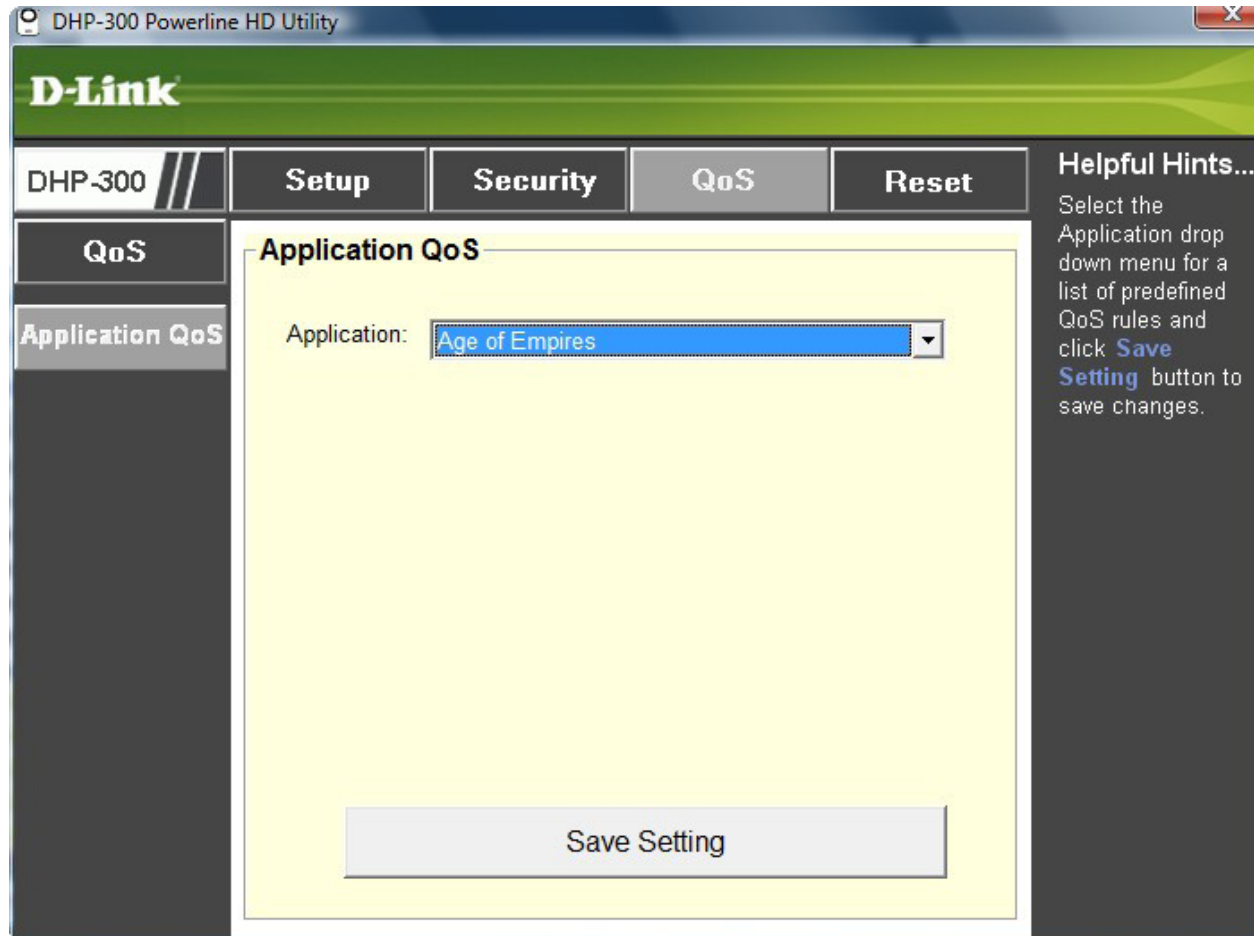 DHP-300 Powerline HD Utility
D-Link
DHP-300
Setup
Security
QoS
Reset
QoS
Application QoS
Application QoS
Application:
Age of Empires
Save Setting
Helpful Hints...
Select the
Application drop
down menu for a
list of predefined
QoS rules and
click Save
Setting button to
save changes.